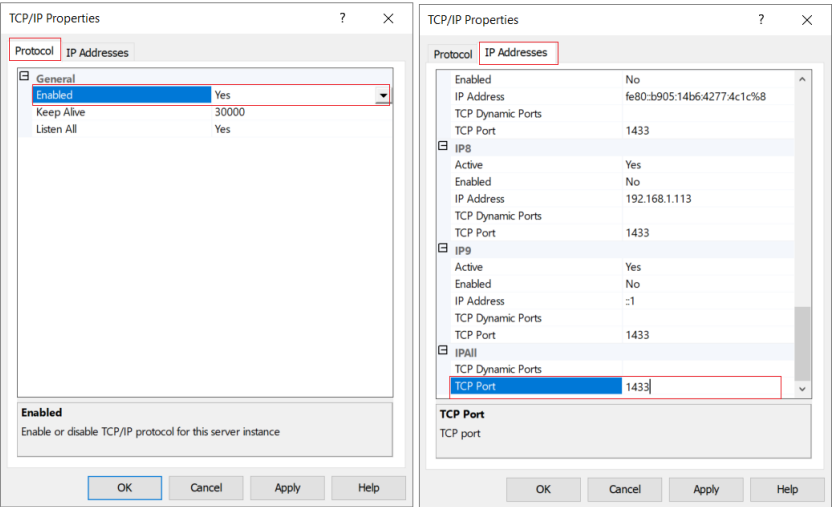 TCP/IP Properties ? ×
Protocol IP Addresses
General
Enabled Yes
Keep Alive 30000
Listen All Yes
Enabled
Enable or disable TCP/IP protocol for this server instance
OK Cancel Apply Help
TCP/IP Properties ? ×
Protocol IP Addresses
Enabled No
IP Address fe80::b905:14b6:4277:4c1c%8
TCP Dynamic Ports
TCP Port 1433
IP8
Active Yes
Enabled No
IP Address 192.168.1.113
TCP Dynamic Ports
TCP Port 1433
IP9
Active Yes
Enabled No
IP Address ::1
TCP Dynamic Ports
TCP Port 1433
IPAll
TCP Dynamic Ports
TCP Port 1433
TCP Port
TCP port
OK Cancel Apply Help